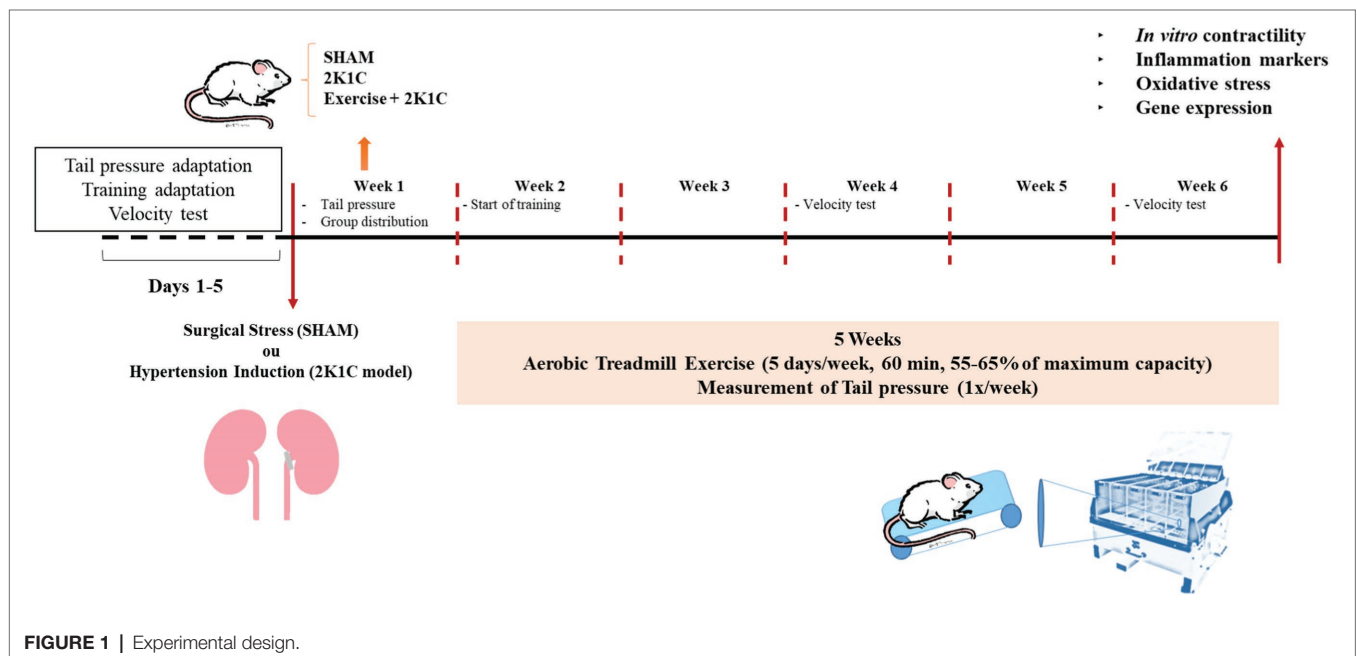 SHAM
2K1C
Exercise + 2K1C
‣ In vitro contractility
‣ Inflammation markers
‣ Oxidative stress
‣ Gene expression
Tail pressure adaptation
Training adaptation
Velocity test
Days 1-5
Week 1
- Tail pressure
- Group distribution
Week 2
- Start of training
Week 3
Week 4
- Velocity test
Week 5
Week 6
- Velocity test
Surgical Stress (SHAM)
ou
Hypertension Induction (2K1C model)
5 Weeks
Aerobic Treadmill Exercise (5 days/week, 60 min, 55-65% of maximum capacity)
Measurement of Tail pressure (1x/week)
FIGURE 1 | Experimental design.